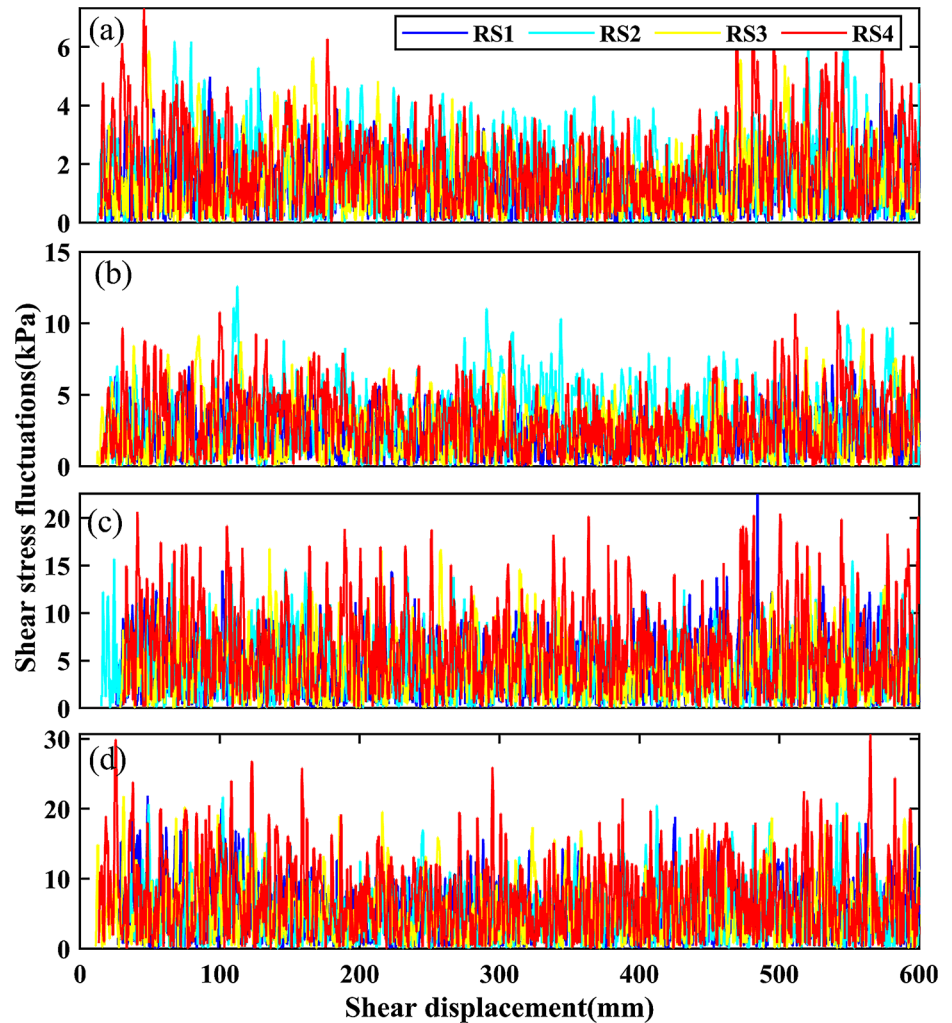 (a)
RS1 RS2 RS3 RS4
6
4
2
0
(b)
15
10
5
0
Shear stress fluctuations(kPa)
(c)
20
15
10
5
0
(d)
30
20
10
0
0 100 200 300 400 500 600
Shear displacement(mm)